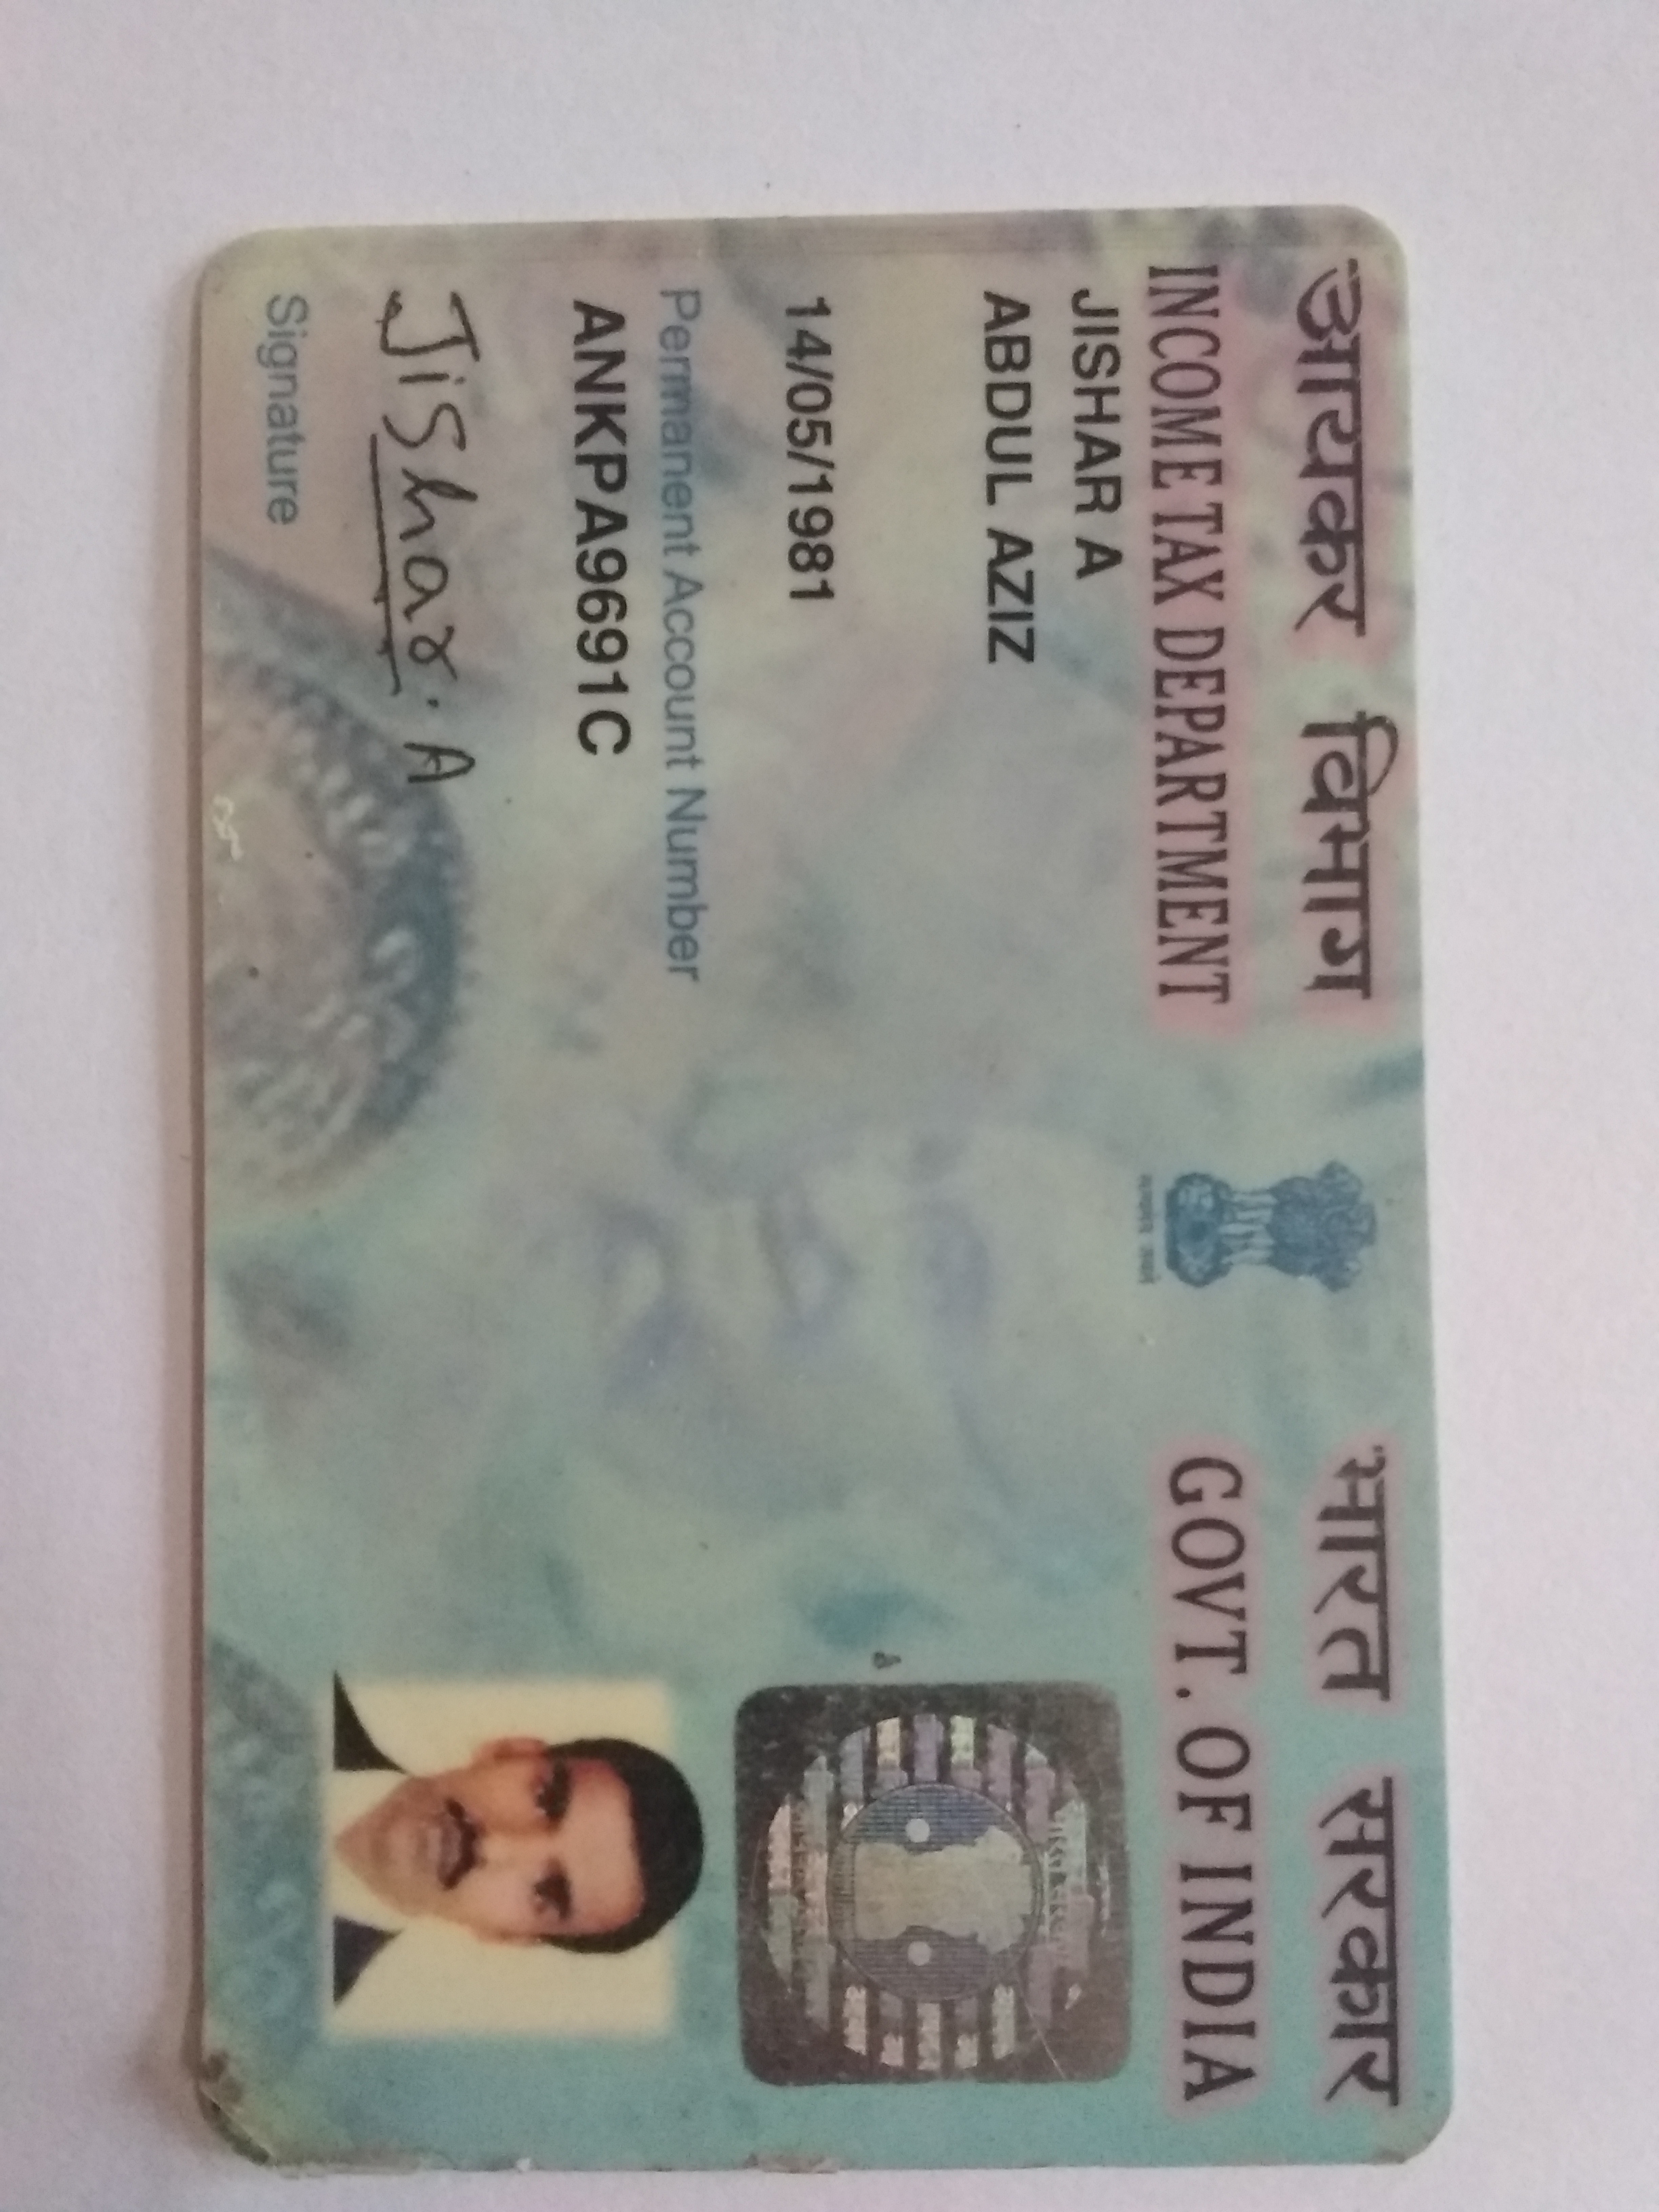 आयकर विभाग
INCOME TAX DEPARTMENT
भारत सरकार
GOVT. OF INDIA
JISHAR A
ABDUL AZIZ
14/05/1981
Permanent Account Number
ANKPA9691C
Jishar. A
Signature